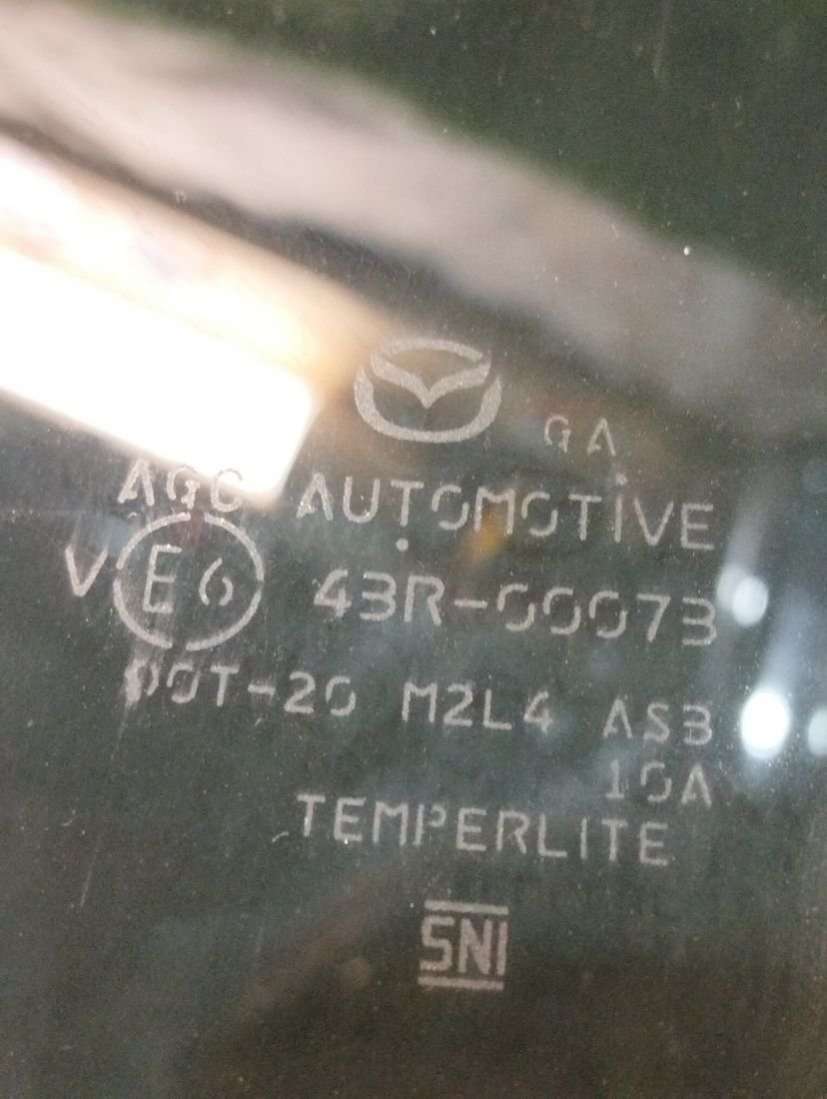 GA
AGC AUTOMOTIVE
V E6 43R-00073
DOT-20 M2L4 AS3
10A
TEMPERLITE
SNI